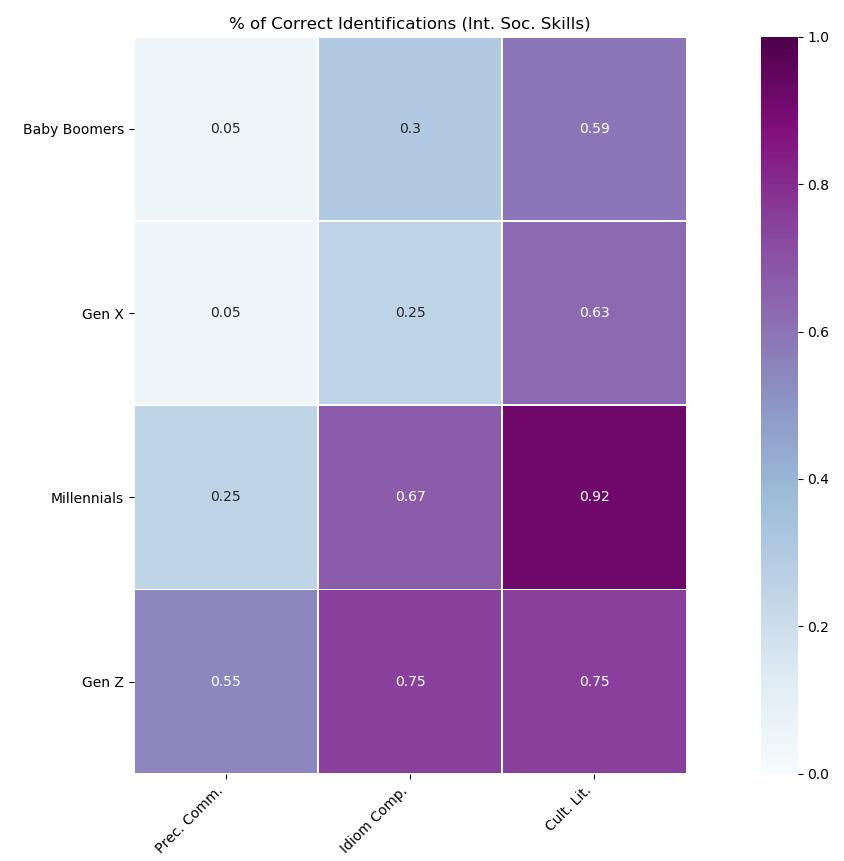 % of Correct Identifications (Int. Soc. Skills)
Baby Boomers 0.05 0.3 0.59
Gen X 0.05 0.25 0.63
Millennials 0.25 0.67 0.92
Gen Z 0.55 0.75 0.75
Prec. Comm. Idiom Comp. Cult. Lit.
1.0
0.8
0.6
0.4
0.2
0.0